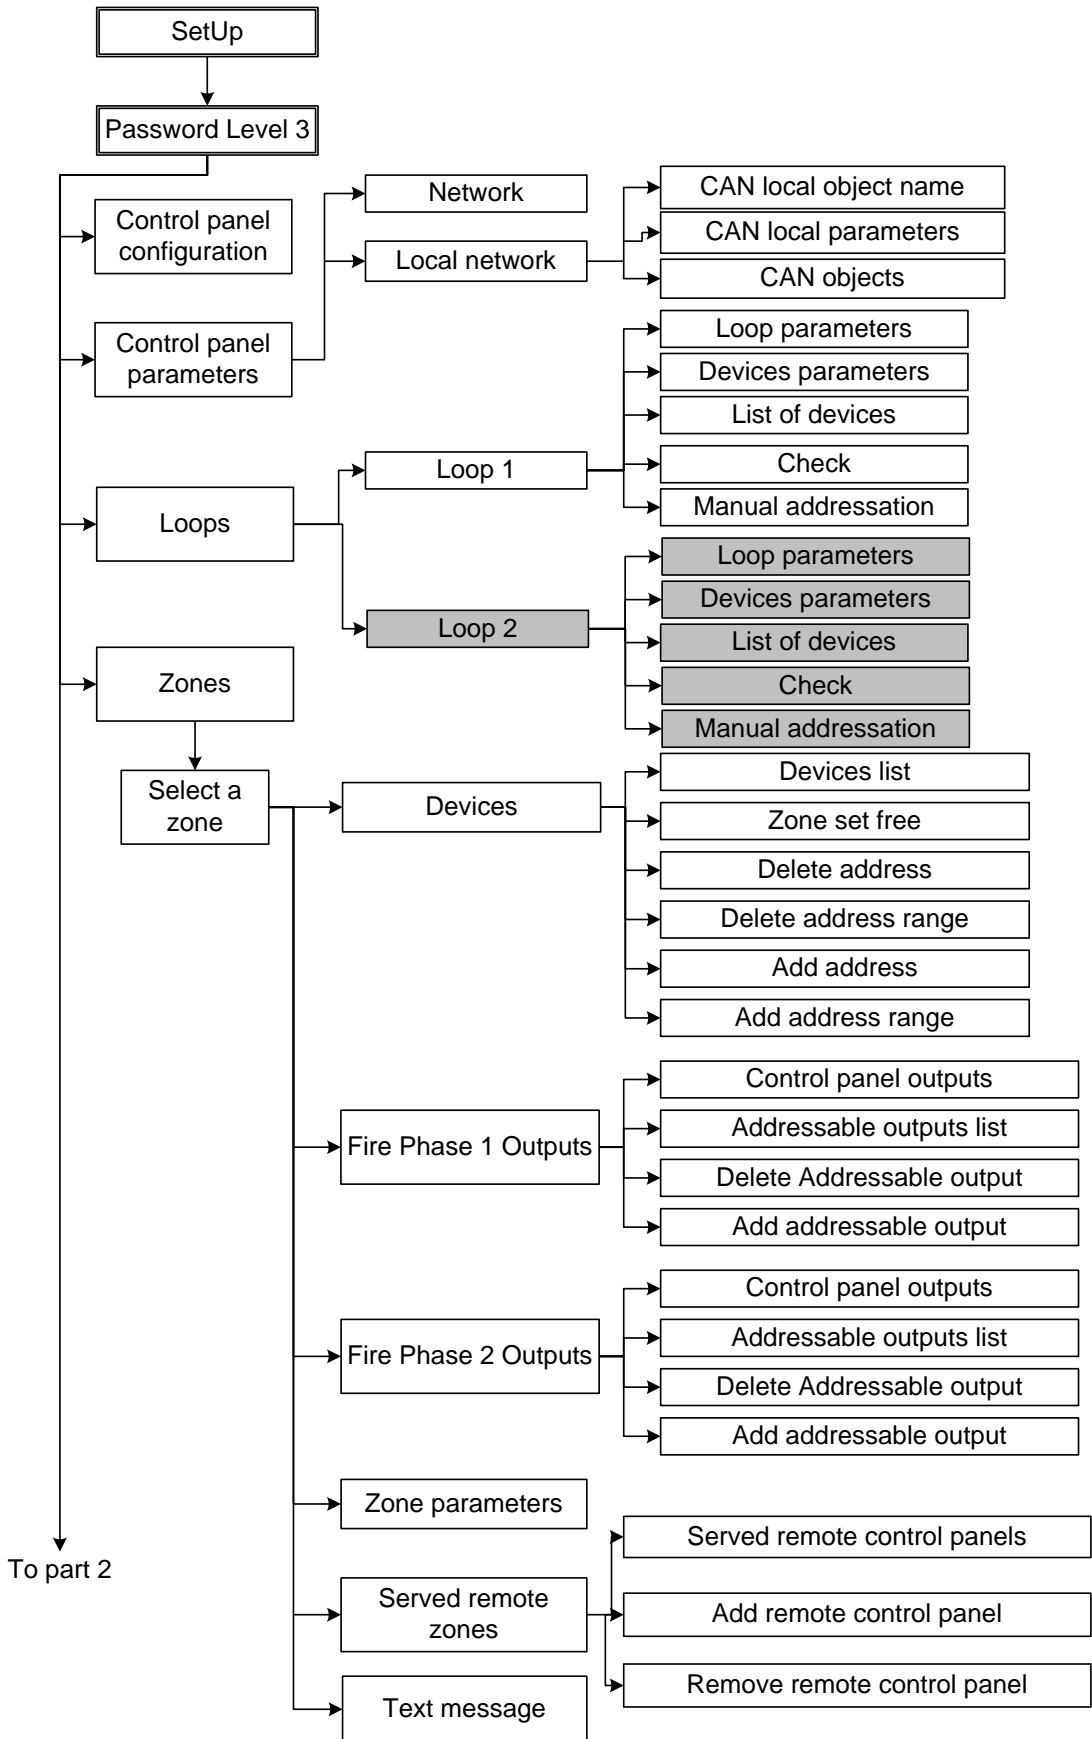 SetUp
Password Level 3
Control panel
configuration
Network
Local network
CAN local object name
CAN local parameters
CAN objects
Control panel
parameters
Loops
Loop 1
Loop parameters
Devices parameters
List of devices
Check
Manual addressation
Loop 2
Loop parameters
Devices parameters
List of devices
Check
Manual addressation
Zones
Select a
zone
Devices
Devices list
Zone set free
Delete address
Delete address range
Add address
Add address range
Fire Phase 1 Outputs
Control panel outputs
Addressable outputs list
Delete Addressable output
Add addressable output
Fire Phase 2 Outputs
Control panel outputs
Addressable outputs list
Delete Addressable output
Add addressable output
Zone parameters
Served remote
zones
Served remote control panels
Add remote control panel
Remove remote control panel
Text message
To part 2